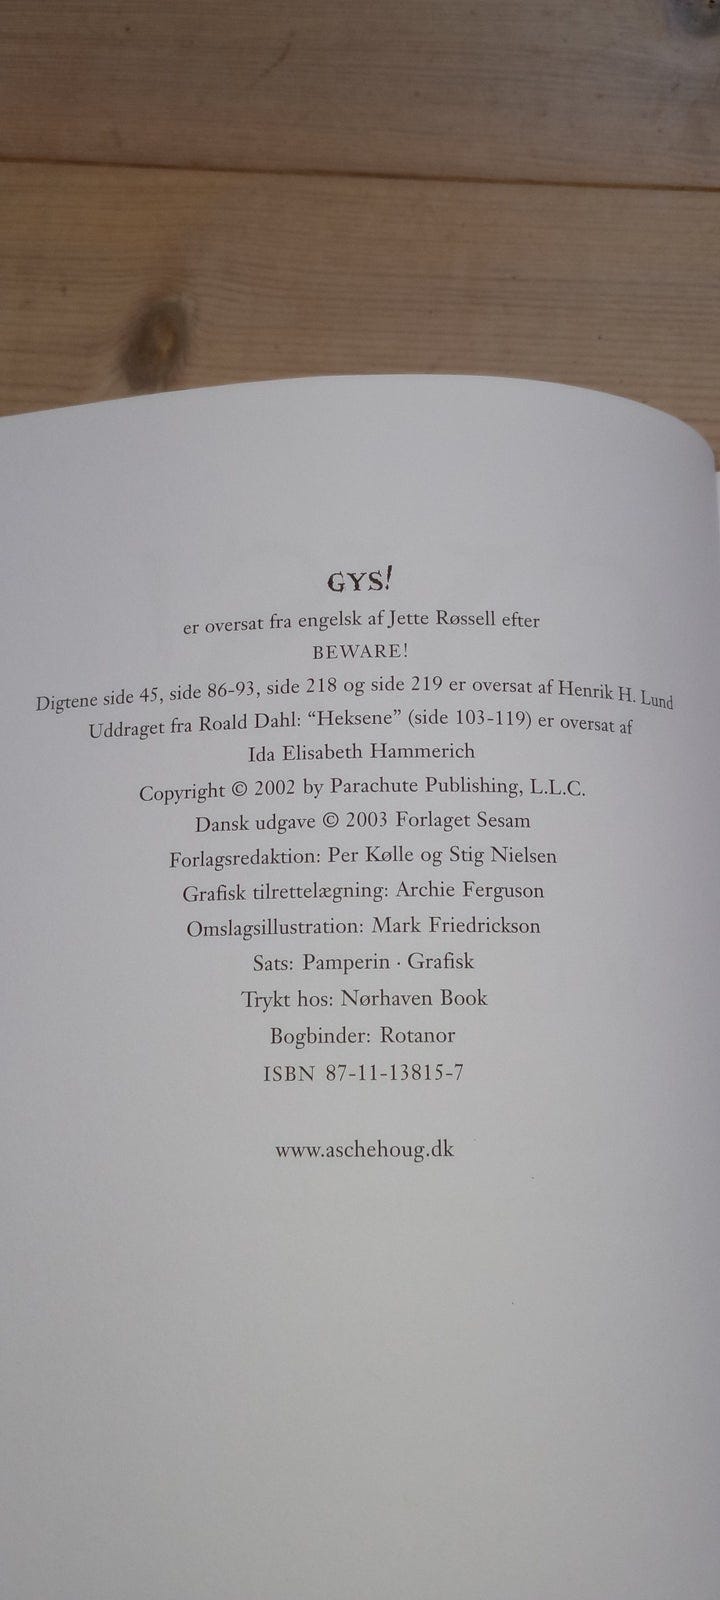 GYS!
er oversat fra engelsk af Jette Røssell efter
BEWARE!
Digtene side 45, side 86-93, side 218 og side 219 er oversat af Henrik H. Lund
Uddraget fra Roald Dahl: “Heksene” (side 103-119) er oversat af
Ida Elisabeth Hammerich
Copyright © 2002 by Parachute Publishing, L.L.C.
Dansk udgave © 2003 Forlaget Sesam
Forlagsredaktion: Per Kølle og Stig Nielsen
Grafisk tilrettelægning: Archie Ferguson
Omslagsillustration: Mark Friedrickson
Sats: Pamperin · Grafisk
Trykt hos: Nørhaven Book
Bogbinder: Rotanor
ISBN 87-11-13815-7
www.aschehoug.dk